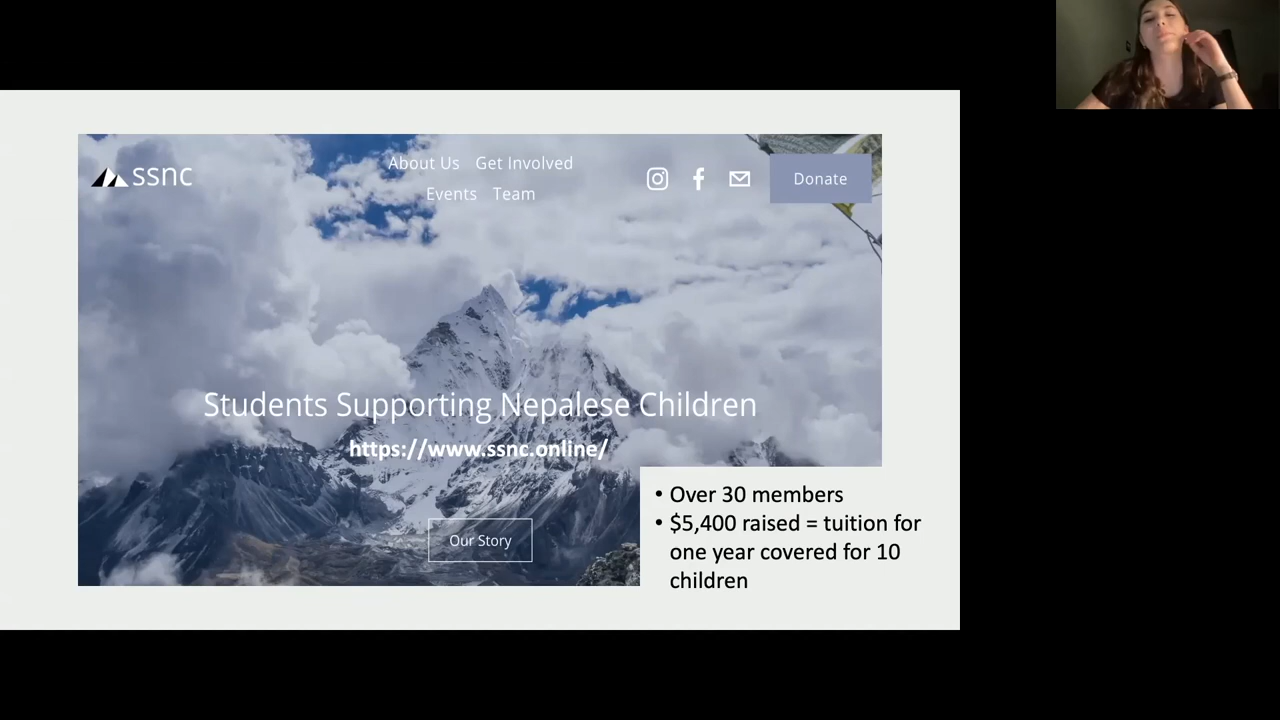 ssnc
About Us Get Involved
Events Team
Donate
Students Supporting Nepalese Children
https://www.ssnc.online/
Our Story
• Over 30 members
• $5,400 raised = tuition for
one year covered for 10
children